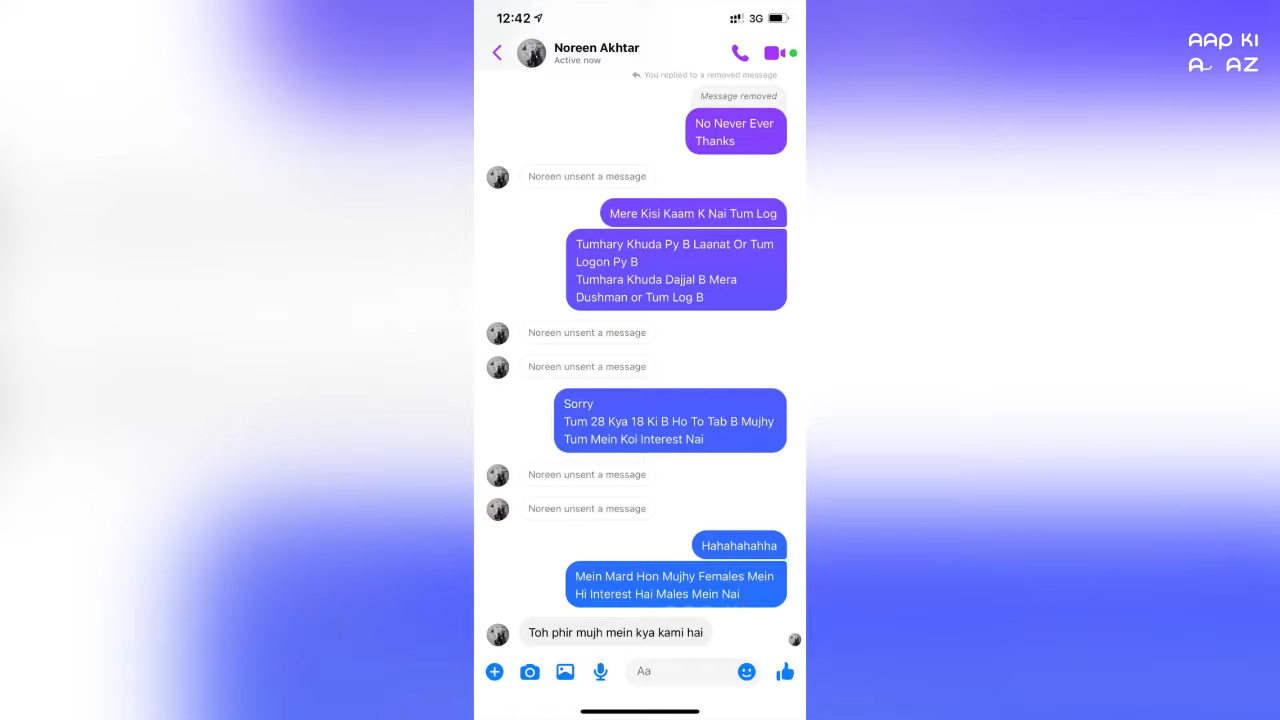 12:42
3G
AAP KI
Noreen Akhtar
Active now
You replied to a removed message
Message removed
No Never Ever
Thanks
Noreen unsent a message
Mere Kisi Kaam K Nai Tum Log
Tumhary Khuda Py B Laanat Or Tum
Logon Py B
Tumhara Khuda Dajjal B Mera
Dushman or Tum Log B
Noreen unsent a message
Noreen unsent a message
Sorry
Tum 28 Kya 18 Ki B Ho To Tab B Mujhy
Tum Mein Koi Interest Nai
Noreen unsent a message
Noreen unsent a message
Hahahahahha
Mein Mard Hon Mujhy Females Mein
Hi Interest Hai Males Mein Nai
Toh phir mujh mein kya kami hai
Aa